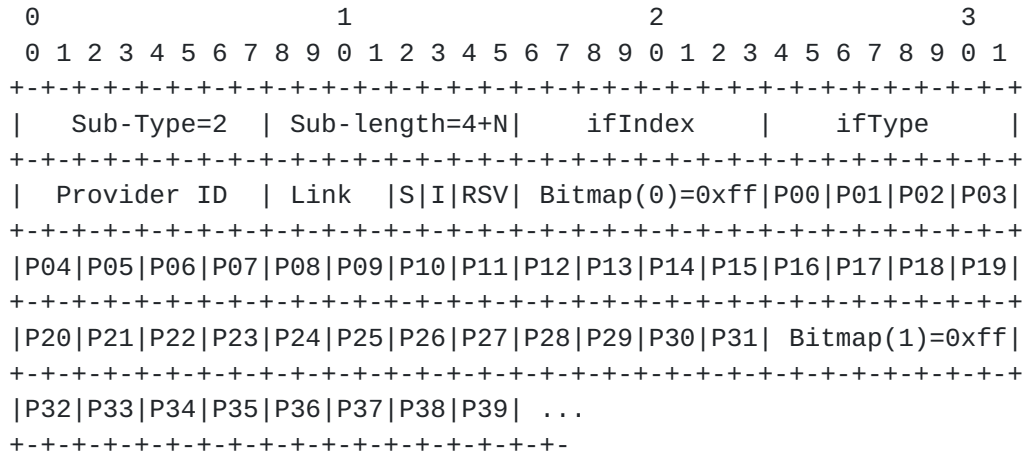 0                   1                   2                   3
 0 1 2 3 4 5 6 7 8 9 0 1 2 3 4 5 6 7 8 9 0 1 2 3 4 5 6 7 8 9 0 1
+-+-+-+-+-+-+-+-+-+-+-+-+-+-+-+-+-+-+-+-+-+-+-+-+-+-+-+-+-+-+-+-+
|   Sub-Type=2  | Sub-length=4+N|    ifIndex    |    ifType     |
+-+-+-+-+-+-+-+-+-+-+-+-+-+-+-+-+-+-+-+-+-+-+-+-+-+-+-+-+-+-+-+-+
|  Provider ID  | Link  |S|I|RSV| Bitmap(0)=0xff|P00|P01|P02|P03|
+-+-+-+-+-+-+-+-+-+-+-+-+-+-+-+-+-+-+-+-+-+-+-+-+-+-+-+-+-+-+-+-+
|P04|P05|P06|P07|P08|P09|P10|P11|P12|P13|P14|P15|P16|P17|P18|P19|
+-+-+-+-+-+-+-+-+-+-+-+-+-+-+-+-+-+-+-+-+-+-+-+-+-+-+-+-+-+-+-+-+
|P20|P21|P22|P23|P24|P25|P26|P27|P28|P29|P30|P31| Bitmap(1)=0xff|
+-+-+-+-+-+-+-+-+-+-+-+-+-+-+-+-+-+-+-+-+-+-+-+-+-+-+-+-+-+-+-+-+
|P32|P33|P34|P35|P36|P37|P38|P39| ...
+-+-+-+-+-+-+-+-+-+-+-+-+-+-+-+-+-+-